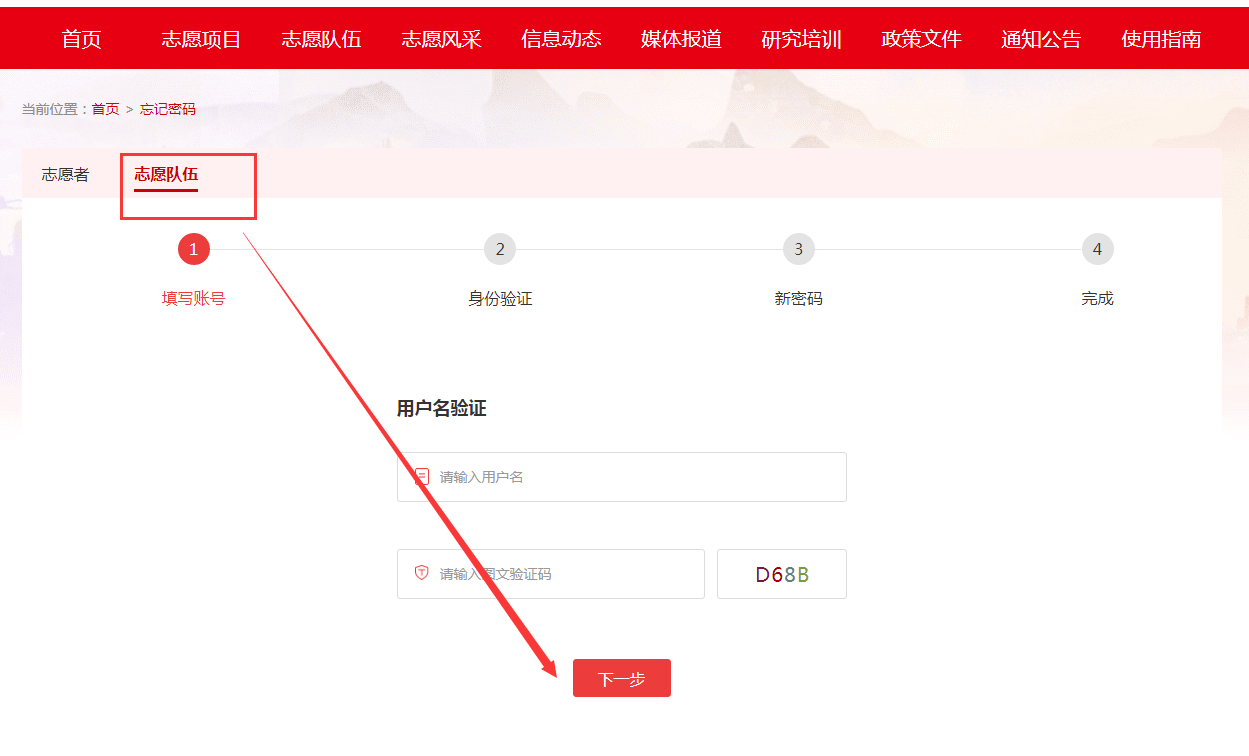 首页 志愿项目 志愿队伍 志愿风采 信息动态 媒体报道 研究培训 政策文件 通知公告 使用指南
当前位置：首页 > 忘记密码
志愿者 志愿队伍
1 2 3 4
填写账号 身份验证 新密码 完成
用户名验证
请输入用户名
请输入图文验证码 D68B
下一步